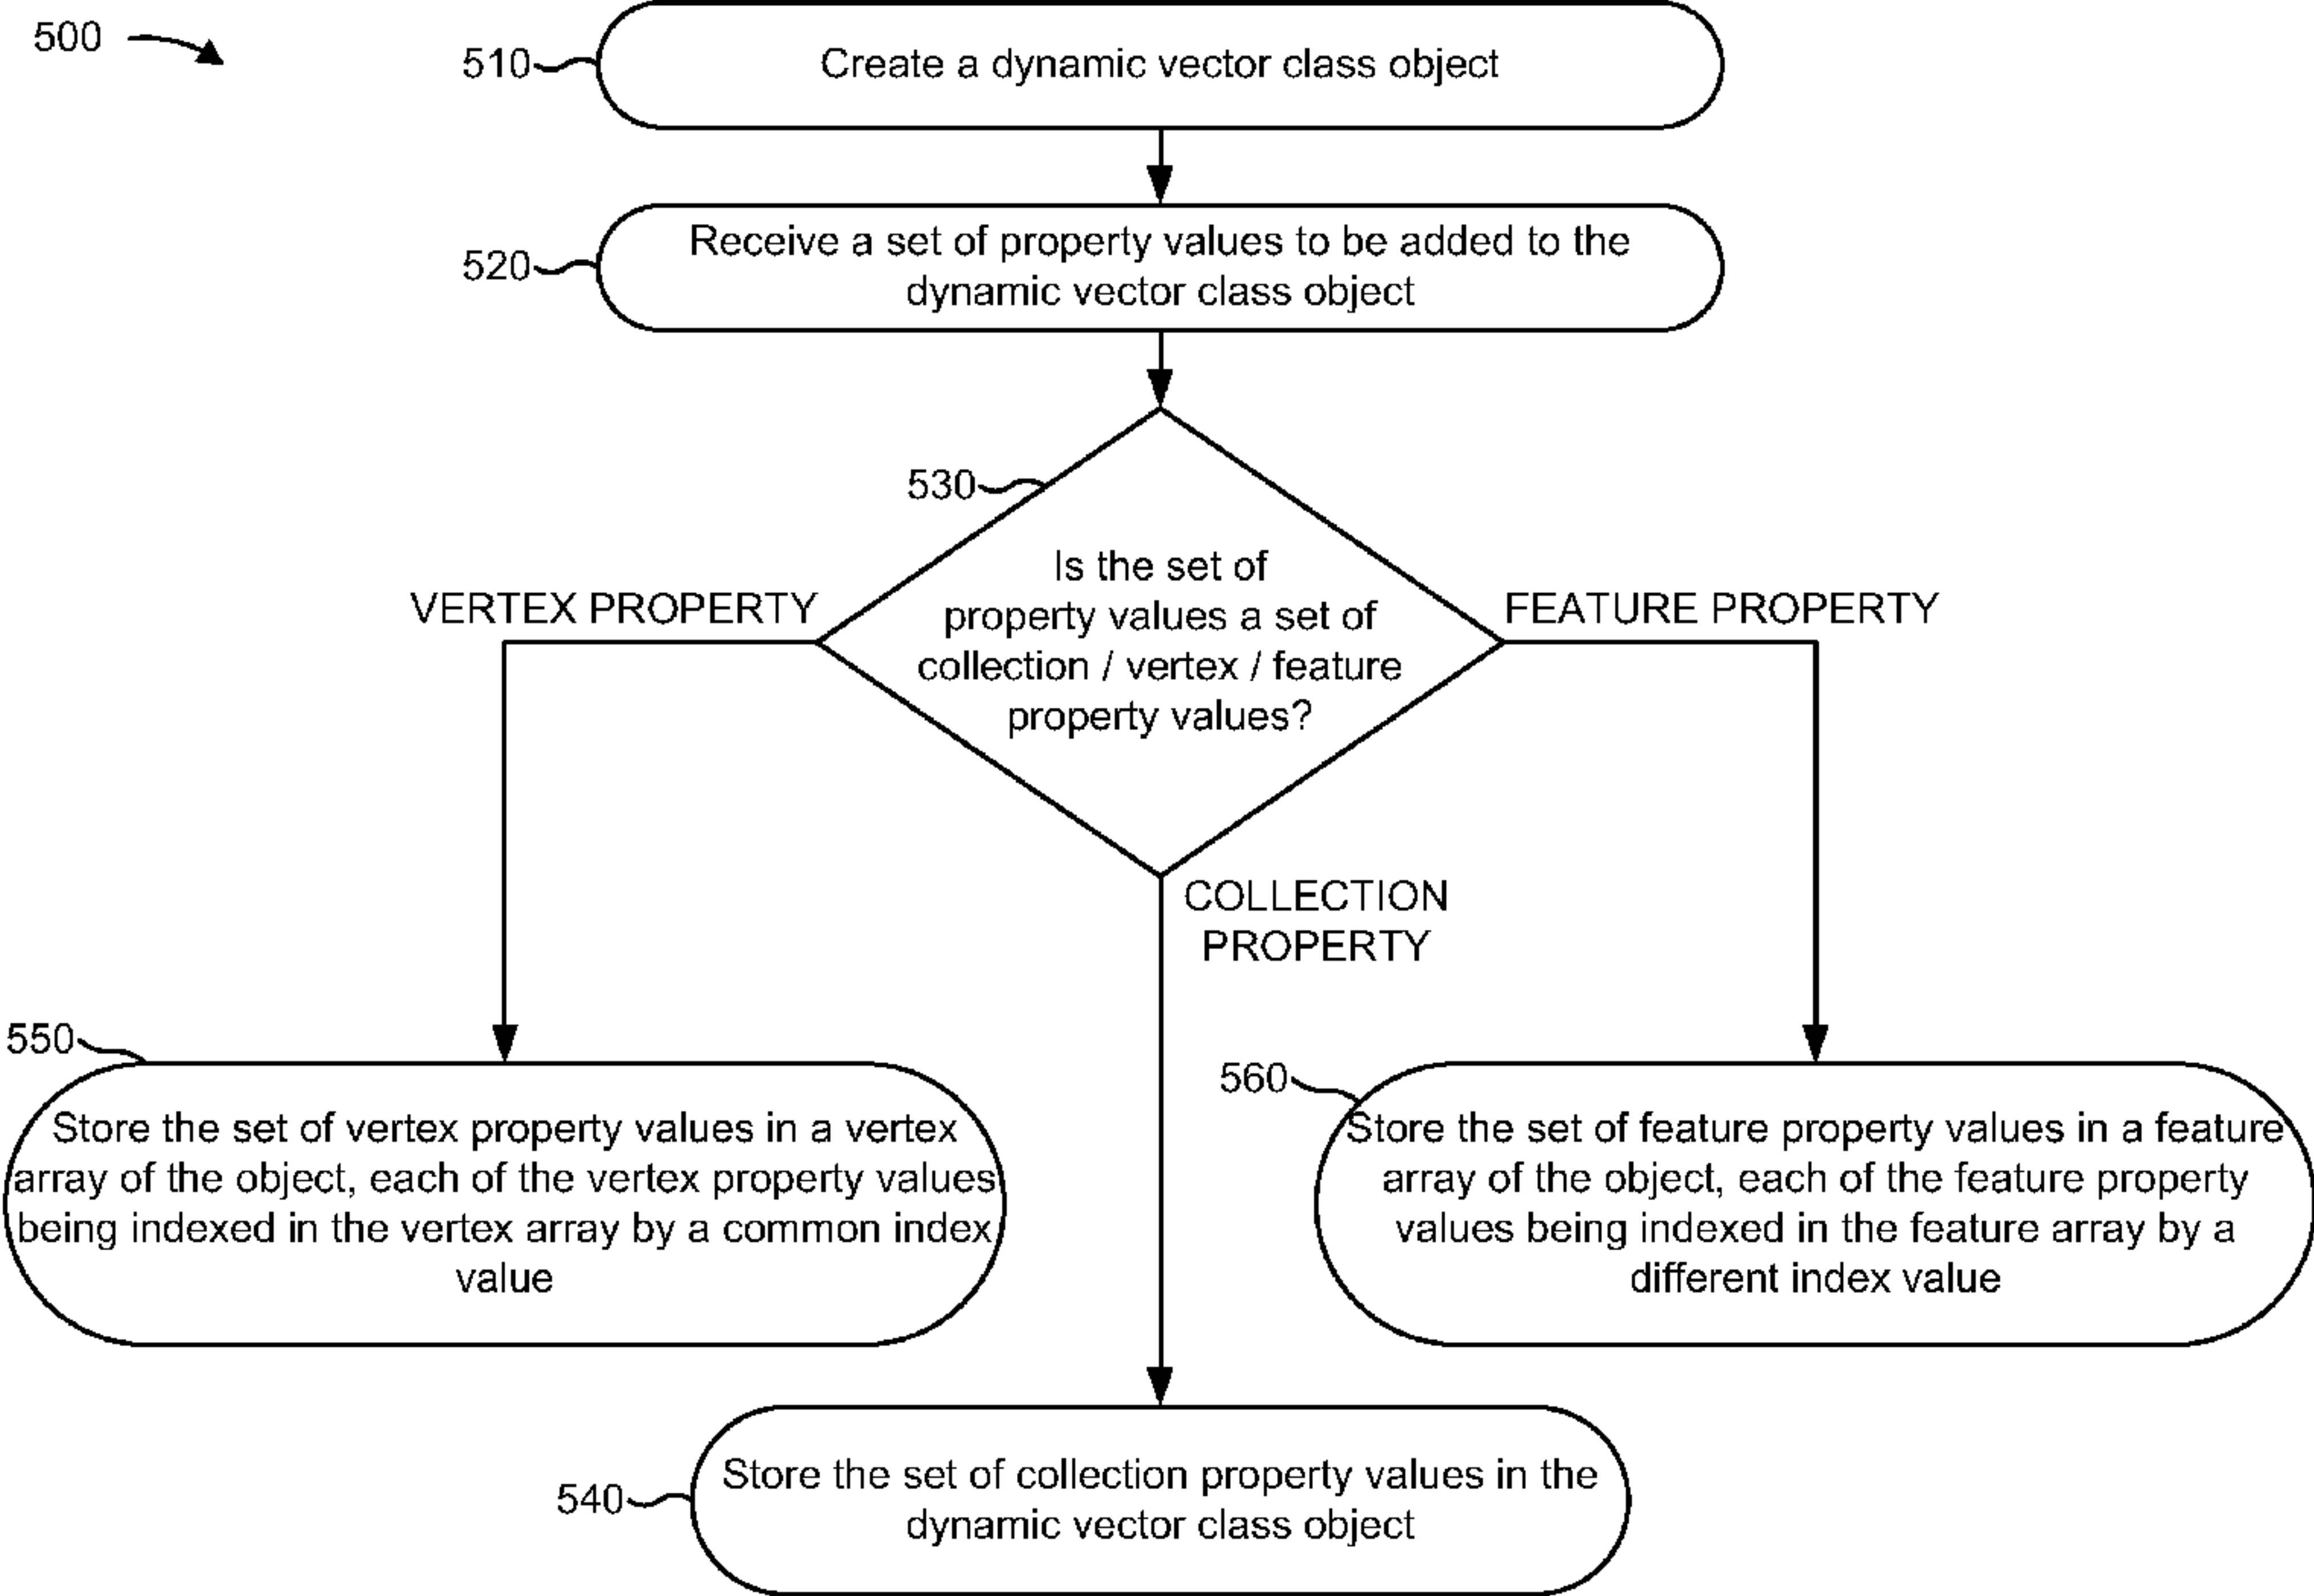 500
510
Create a dynamic vector class object
520
Receive a set of property values to be added to the
dynamic vector class object
530
Is the set of
property values a set of
collection / vertex / feature
property values?
VERTEX PROPERTY
FEATURE PROPERTY
COLLECTION
PROPERTY
550
Store the set of vertex property values in a vertex
array of the object, each of the vertex property values
being indexed in the vertex array by a common index
value
560
Store the set of feature property values in a feature
array of the object, each of the feature property
values being indexed in the feature array by a
different index value
540
Store the set of collection property values in the
dynamic vector class object